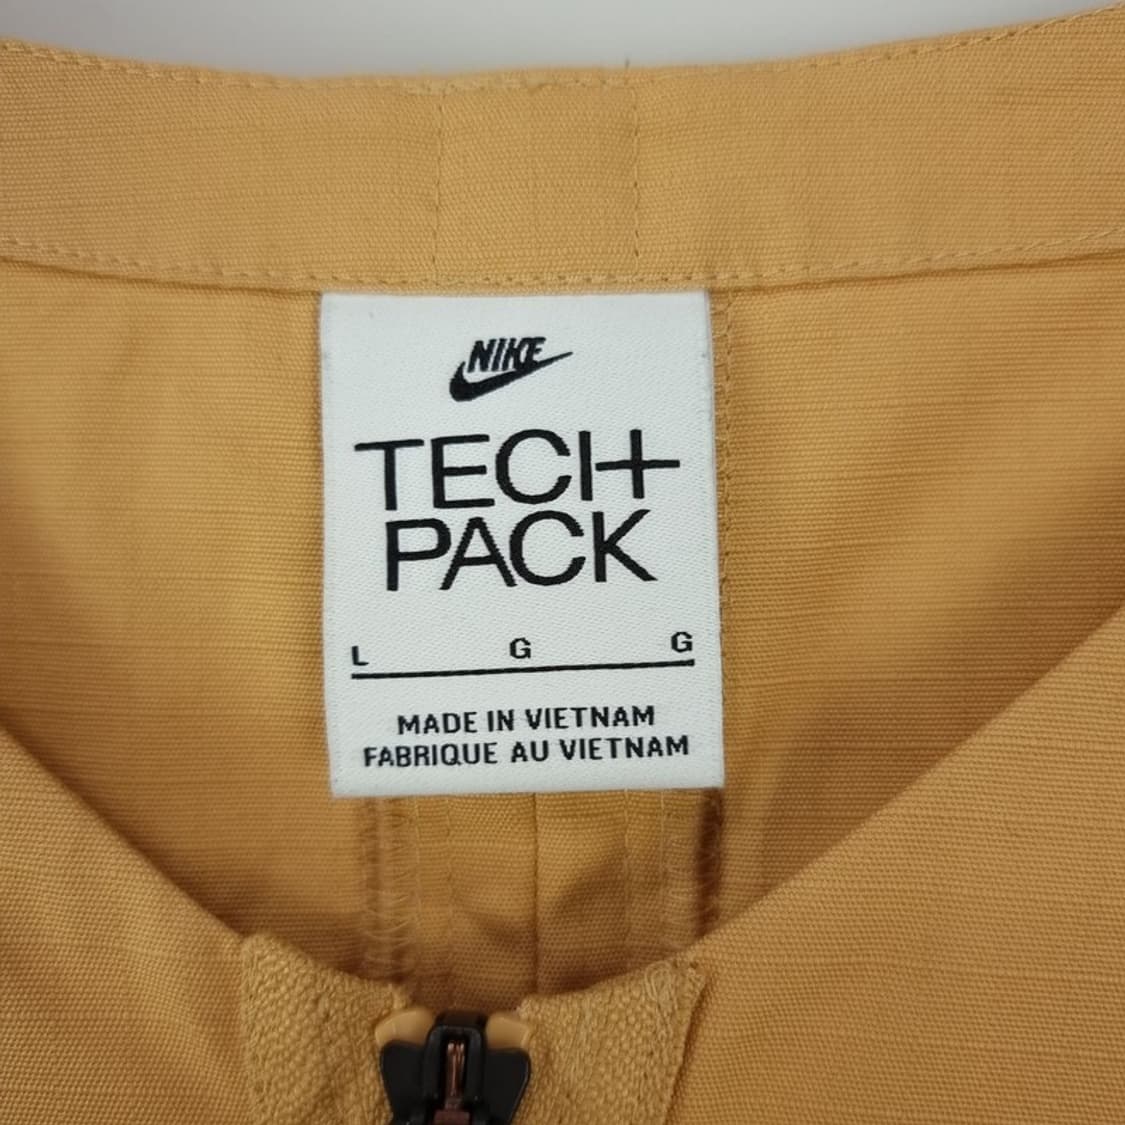 NIKE
TECH
PACK
L G G
MADE IN VIETNAM
FABRIQUE AU VIETNAM